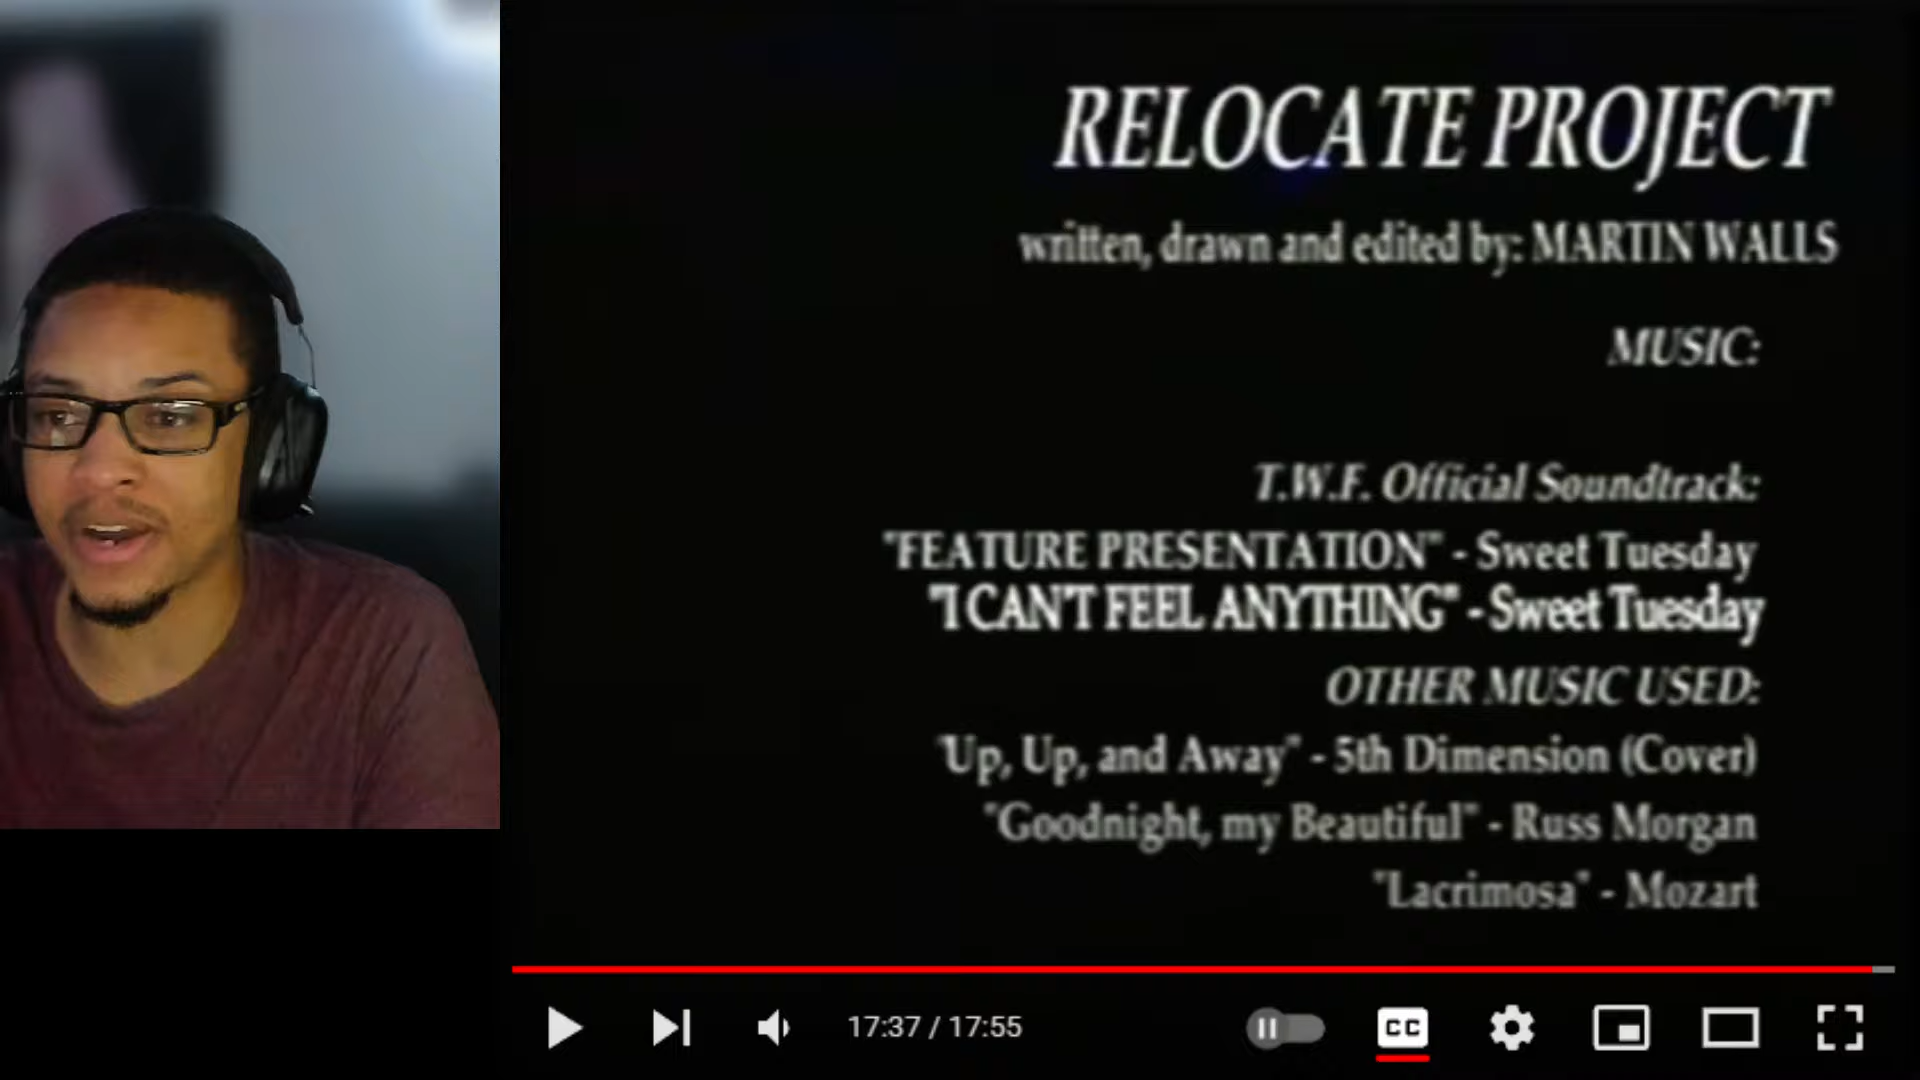 RELOCATE PROJECT
written, drawn and edited by: MARTIN WALLS
MUSIC:
T.W.F. Official Soundtrack:
"FEATURE PRESENTATION" - Sweet Tuesday
"I CAN'T FEEL ANYTHING" - Sweet Tuesday
OTHER MUSIC USED:
"Up, Up, and Away" - 5th Dimension (Cover)
"Goodnight, my Beautiful" - Russ Morgan
"Lacrimosa" - Mozart
17:37 / 17:55
CC